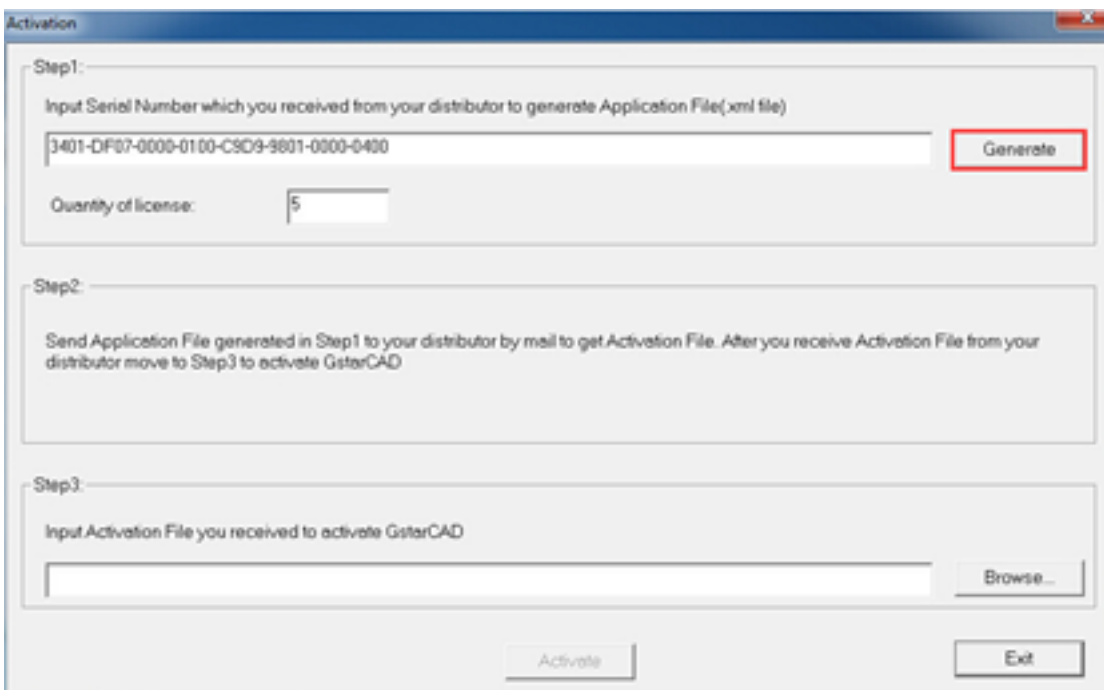 Activation
Step1:
Input Serial Number which you received from your distributor to generate Application File(.xml file)
3401-DF07-0000-0100-C9D9-9801-0000-0400
Generate
Quantity of license:
5
Step2:
Send Application File generated in Step1 to your distributor by mail to get Activation File. After you receive Activation File from your
distributor move to Step3 to activate GstarCAD
Step3:
Input Activation File you received to activate GstarCAD
Browse...
Activate
Exit